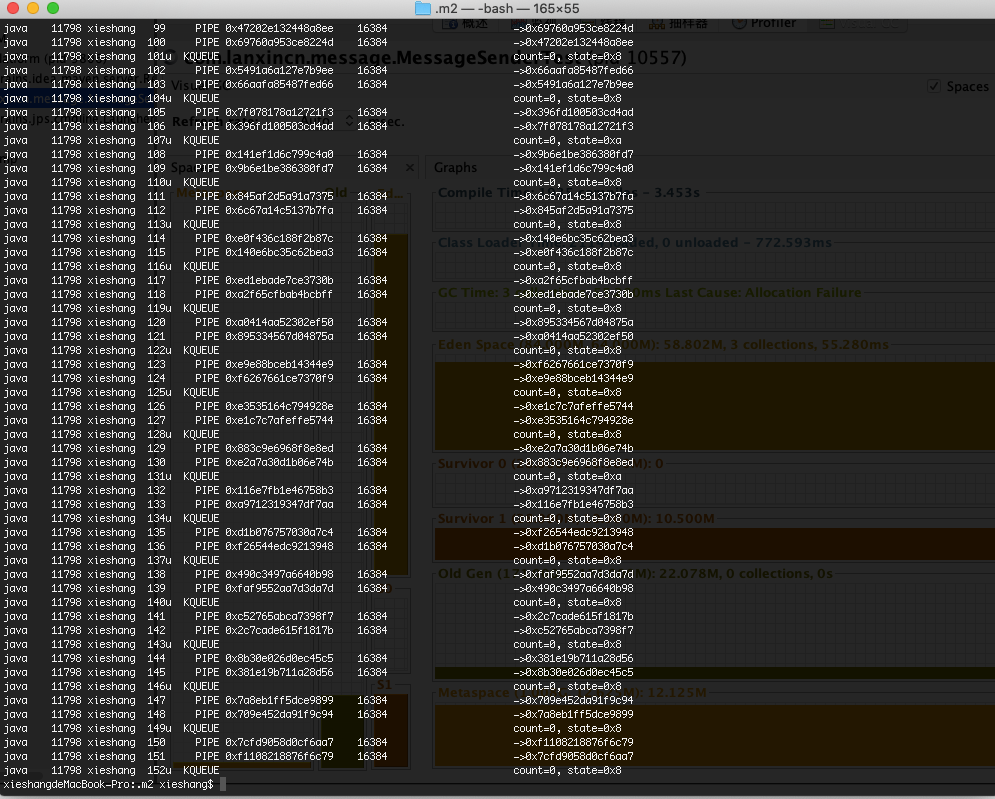 .m2 — -bash — 165×55
java 11798 xieshang 99 PIPE 0x47202e132448a8ee 16384 ->0x69760a953ce8224d
java 11798 xieshang 100 PIPE 0x69760a953ce8224d 16384 ->0x47202e132448a8ee
java 11798 xieshang 101u KQUEUE count=0, state=0x8
java 11798 xieshang 102 PIPE 0x5491a6a127e7b9ee 16384 ->0x66aafa85487fed66
java 11798 xieshang 103 PIPE 0x66aafa85487fed66 16384 ->0x5491a6a127e7b9ee
java 11798 xieshang 104u KQUEUE count=0, state=0x8
java 11798 xieshang 105 PIPE 0x7f078178a12721f3 16384 ->0x396fd100503cd4ad
java 11798 xieshang 106 PIPE 0x396fd100503cd4ad 16384 ->0x7f078178a12721f3
java 11798 xieshang 107u KQUEUE count=0, state=0xa
java 11798 xieshang 108 PIPE 0x141ef1d6c799c4a0 16384 ->0x9b6e1be386380fd7
java 11798 xieshang 109 PIPE 0x9b6e1be386380fd7 16384 ->0x141ef1d6c799c4a0
java 11798 xieshang 110u KQUEUE count=0, state=0x8
java 11798 xieshang 111 PIPE 0x845af2d5a91a7375 16384 ->0x6c67a14c5137b7fa
java 11798 xieshang 112 PIPE 0x6c67a14c5137b7fa 16384 ->0x845af2d5a91a7375
java 11798 xieshang 113u KQUEUE count=0, state=0x8
java 11798 xieshang 114 PIPE 0xe0f436c188f2b87c 16384 ->0x140e6bc35c62bea3
java 11798 xieshang 115 PIPE 0x140e6bc35c62bea3 16384 ->0xe0f436c188f2b87c
java 11798 xieshang 116u KQUEUE count=0, state=0x8
java 11798 xieshang 117 PIPE 0xed1ebade7ce3730b 16384 ->0xa2f65cfbab4bcbff
java 11798 xieshang 118 PIPE 0xa2f65cfbab4bcbff 16384 ->0xed1ebade7ce3730b
java 11798 xieshang 119u KQUEUE count=0, state=0x8
java 11798 xieshang 120 PIPE 0xa0414aa52302ef50 16384 ->0x895334567d04875a
java 11798 xieshang 121 PIPE 0x895334567d04875a 16384 ->0xa0414aa52302ef50
java 11798 xieshang 122u KQUEUE count=0, state=0x8
java 11798 xieshang 123 PIPE 0xe9e88bceb14344e9 16384 ->0xf6267661ce7370f9
java 11798 xieshang 124 PIPE 0xf6267661ce7370f9 16384 ->0xe9e88bceb14344e9
java 11798 xieshang 125u KQUEUE count=0, state=0x8
java 11798 xieshang 126 PIPE 0xe3535164c794928e 16384 ->0xe1c7c7afeffe5744
java 11798 xieshang 127 PIPE 0xe1c7c7afeffe5744 16384 ->0xe3535164c794928e
java 11798 xieshang 128u KQUEUE count=0, state=0x8
java 11798 xieshang 129 PIPE 0x883c9e6968f8e8ed 16384 ->0xe2a7a30d1b06e74b
java 11798 xieshang 130 PIPE 0xe2a7a30d1b06e74b 16384 ->0x883c9e6968f8e8ed
java 11798 xieshang 131u KQUEUE count=0, state=0xa
java 11798 xieshang 132 PIPE 0x116e7fb1e46758b3 16384 ->0xa9712319347df7aa
java 11798 xieshang 133 PIPE 0xa9712319347df7aa 16384 ->0x116e7fb1e46758b3
java 11798 xieshang 134u KQUEUE count=0, state=0x8
java 11798 xieshang 135 PIPE 0xd1b076757030a7c4 16384 ->0xf26544edc9213948
java 11798 xieshang 136 PIPE 0xf26544edc9213948 16384 ->0xd1b076757030a7c4
java 11798 xieshang 137u KQUEUE count=0, state=0x8
java 11798 xieshang 138 PIPE 0x490c3497a6640b98 16384 ->0xfaf9552aa7d3da7d
java 11798 xieshang 139 PIPE 0xfaf9552aa7d3da7d 16384 ->0x490c3497a6640b98
java 11798 xieshang 140u KQUEUE count=0, state=0x8
java 11798 xieshang 141 PIPE 0xc52765abca7398f7 16384 ->0x2c7cade615f1817b
java 11798 xieshang 142 PIPE 0x2c7cade615f1817b 16384 ->0xc52765abca7398f7
java 11798 xieshang 143u KQUEUE count=0, state=0x8
java 11798 xieshang 144 PIPE 0x8b30e026d0ec45c5 16384 ->0x381e19b711a28d56
java 11798 xieshang 145 PIPE 0x381e19b711a28d56 16384 ->0x8b30e026d0ec45c5
java 11798 xieshang 146u KQUEUE count=0, state=0x8
java 11798 xieshang 147 PIPE 0x7a8eb1ff5dce9899 16384 ->0x709e452da91f9c94
java 11798 xieshang 148 PIPE 0x709e452da91f9c94 16384 ->0x7a8eb1ff5dce9899
java 11798 xieshang 149u KQUEUE count=0, state=0x8
java 11798 xieshang 150 PIPE 0x7cfd9058d0cf6aa7 16384 ->0xf1108218876f6c79
java 11798 xieshang 151 PIPE 0xf1108218876f6c79 16384 ->0x7cfd9058d0cf6aa7
java 11798 xieshang 152u KQUEUE count=0, state=0x8
xieshangdeMacBook-Pro:.m2 xieshang$
Profiler
Spaces
Graphs